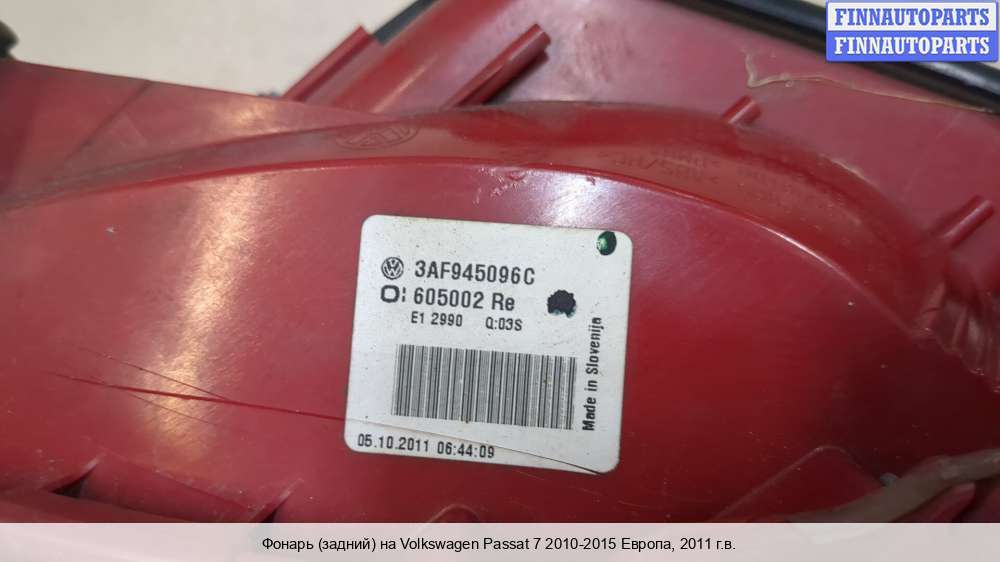 FINNAUTOPARTS
FINNAUTOPARTS
3AF945096C
605002 Re
E1 2990 Q:03S
Made in Slovenija
05.10.2011 06:44:09
Фонарь (задний) на Volkswagen Passat 7 2010-2015 Европа, 2011 г.в.